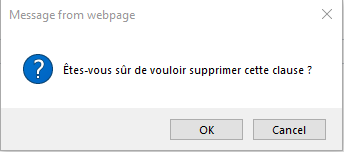 Message from webpage
Êtes-vous sûr de vouloir supprimer cette clause ?
OK
Cancel